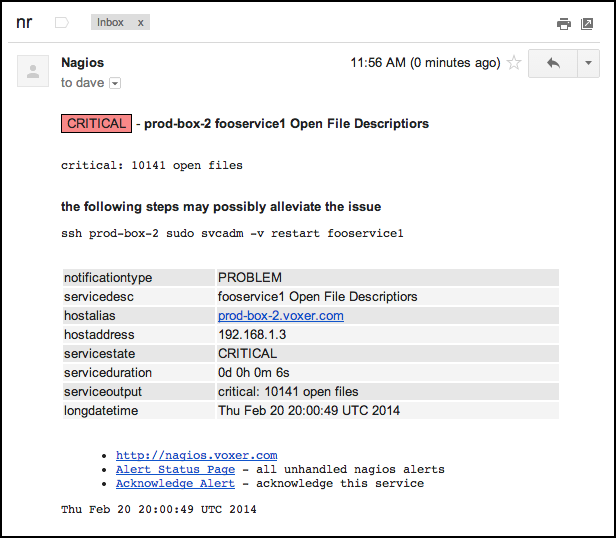 nr
Inbox x
Nagios
11:56 AM (0 minutes ago)
to dave
CRITICAL - prod-box-2 fooservice1 Open File Descriptiors
critical: 10141 open files
the following steps may possibly alleviate the issue
ssh prod-box-2 sudo svcadm -v restart fooservice1
notificationtype PROBLEM
servicedesc fooservice1 Open File Descriptiors
hostalias prod-box-2.voxer.com
hostaddress 192.168.1.3
servicestate CRITICAL
serviceduration 0d 0h 0m 6s
serviceoutput critical: 10141 open files
longdatetime Thu Feb 20 20:00:49 UTC 2014
• http://nagios.voxer.com
• Alert Status Page - all unhandled nagios alerts
• Acknowledge Alert - acknowledge this service
Thu Feb 20 20:00:49 UTC 2014